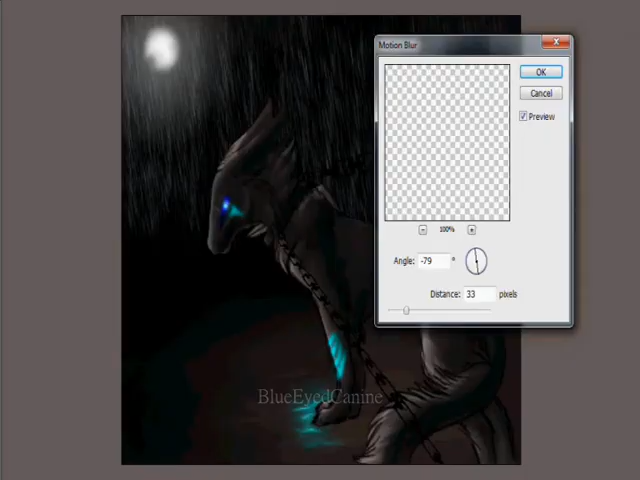 Motion Blur
OK
Cancel
Preview
100%
Angle: -79 °
Distance: 33 pixels
BlueEyedCanine